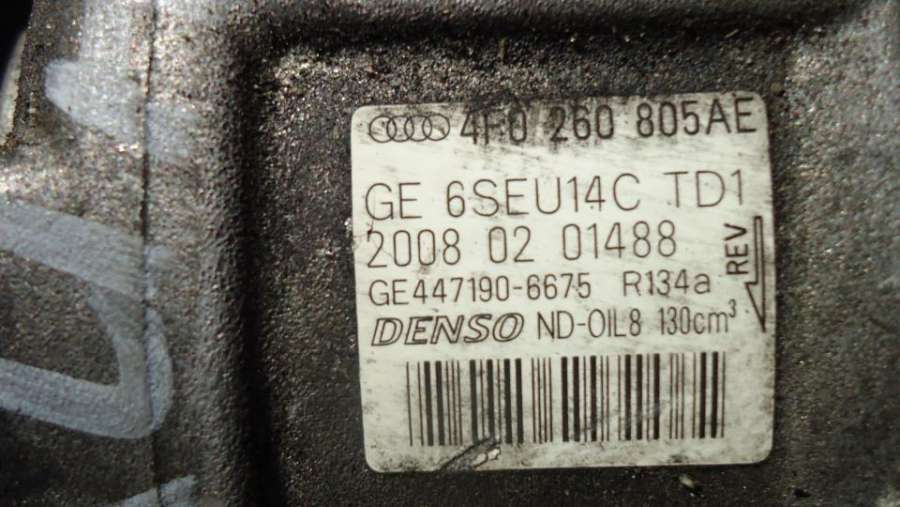 4F0 260 805AE
GE 6SEU14C TD1
2008 02 01488
GE447190-6675 R134a
REV
DENSO ND-OIL8 130cm³